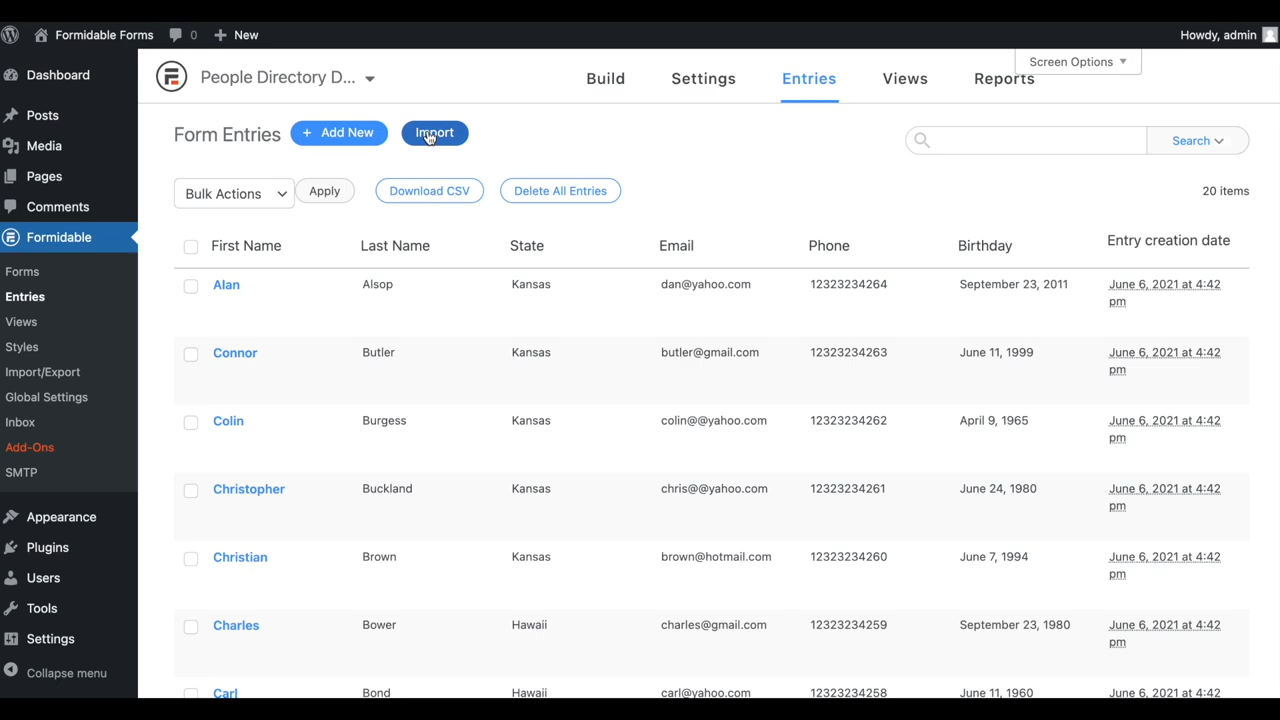 Formidable Forms 0 + New Howdy, admin
Dashboard
Posts
Media
Pages
Comments
Formidable
Forms
Entries
Views
Styles
Import/Export
Global Settings
Inbox
Add-Ons
SMTP
Appearance
Plugins
Users
Tools
Settings
Collapse menu
People Directory D... Build Settings Entries Views Reports
Screen Options
Form Entries + Add New Import Search
Bulk Actions Apply Download CSV Delete All Entries 20 items
First Name Last Name State Email Phone Birthday Entry creation date
Alan Alsop Kansas dan@yahoo.com 12323234264 September 23, 2011 June 6, 2021 at 4:42
pm
Connor Butler Kansas butler@gmail.com 12323234263 June 11, 1999 June 6, 2021 at 4:42
pm
Colin Burgess Kansas colin@@yahoo.com 12323234262 April 9, 1965 June 6, 2021 at 4:42
pm
Christopher Buckland Kansas chris@@yahoo.com 12323234261 June 24, 1980 June 6, 2021 at 4:42
pm
Christian Brown Kansas brown@hotmail.com 12323234260 June 7, 1994 June 6, 2021 at 4:42
pm
Charles Bower Hawaii charles@gmail.com 12323234259 September 23, 1980 June 6, 2021 at 4:42
pm
Carl Bond Hawaii carl@yahoo.com 12323234258 June 11, 1960 June 6, 2021 at 4:42